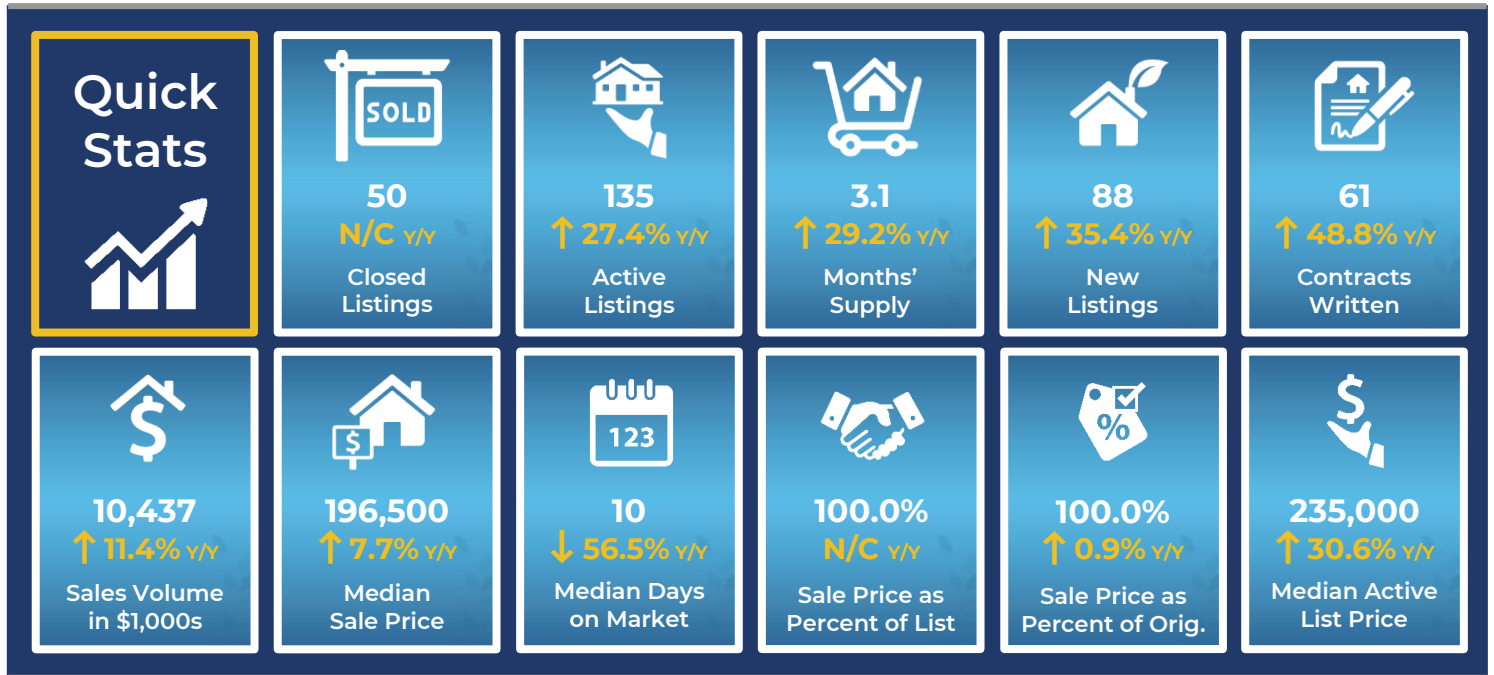 Quick
Stats
SOLD
50
N/C Y/Y
Closed
Listings
135
↑ 27.4% Y/Y
Active
Listings
3.1
↑ 29.2% Y/Y
Months’
Supply
88
↑ 35.4% Y/Y
New
Listings
61
↑ 48.8% Y/Y
Contracts
Written
$
10,437
↑ 11.4% Y/Y
Sales Volume
in $1,000s
$
196,500
↑ 7.7% Y/Y
Median
Sale Price
123
10
↓ 56.5% Y/Y
Median Days
on Market
100.0%
N/C Y/Y
Sale Price as
Percent of List
%
100.0%
↑ 0.9% Y/Y
Sale Price as
Percent of Orig.
$
235,000
↑ 30.6% Y/Y
Median Active
List Price